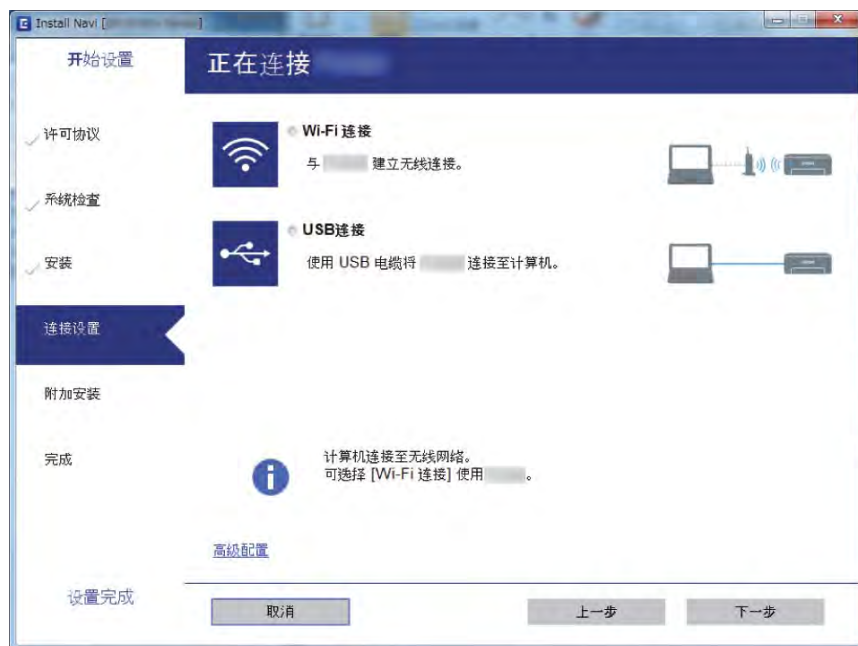 Install Navi [ ]
开始设置
许可协议
系统检查
安装
连接设置
附加安装
完成
设置完成
正在连接
Wi-Fi 连接
与 建立无线连接。
USB连接
使用 USB 电缆将 连接至计算机。
计算机连接至无线网络。
可选择 [Wi-Fi 连接] 使用 。
高级配置
取消
上一步
下一步